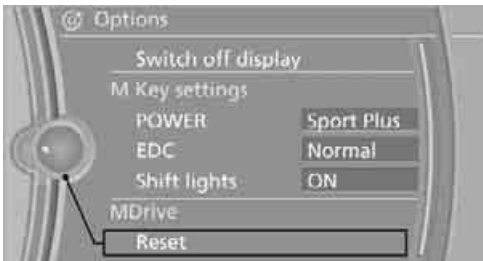 Options
Switch off display
M Key settings
POWER Sport Plus
EDC Normal
Shift lights ON
MDrive
Reset